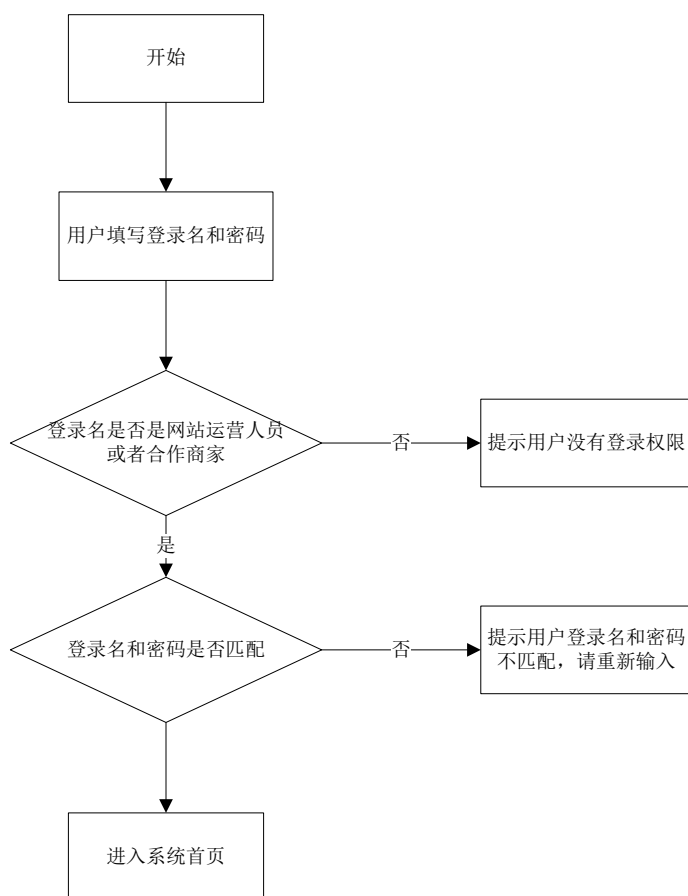 开始
用户填写登录名和密码
登录名是否是网站运营人员
或者合作商家
否
提示用户没有登录权限
是
登录名和密码是否匹配
否
提示用户登录名和密码
不匹配，请重新输入
进入系统首页